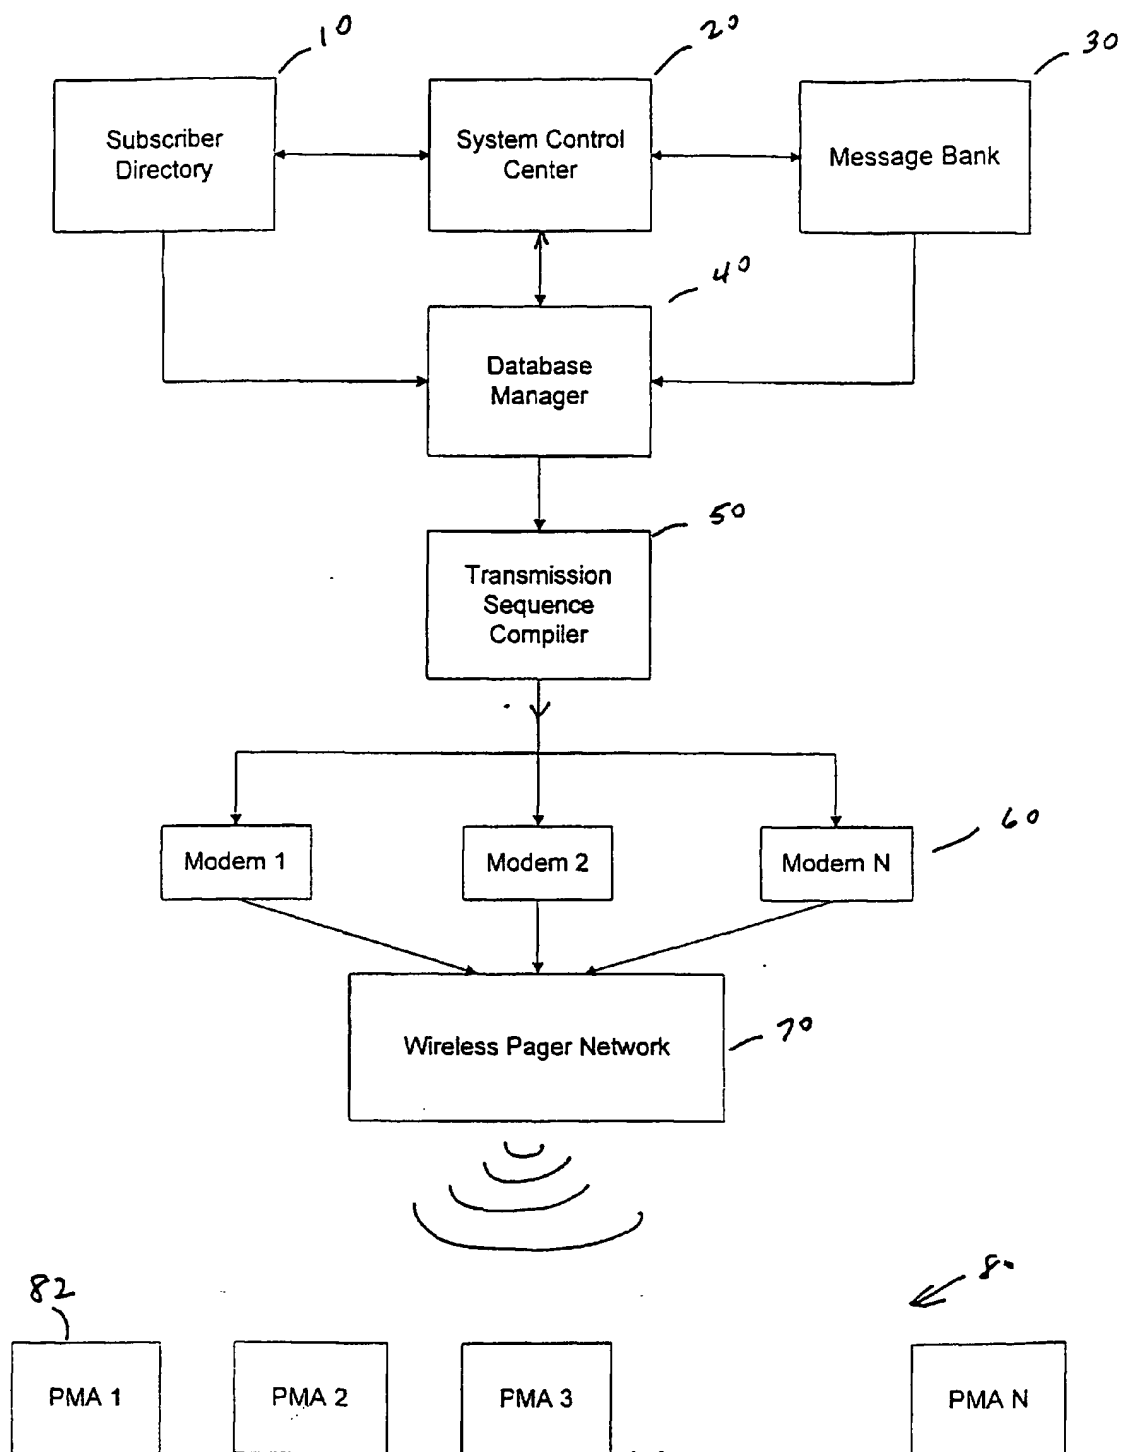 10
20
30
Subscriber
Directory
System Control
Center
Message Bank
40
Database
Manager
50
Transmission
Sequence
Compiler
60
Modem 1
Modem 2
Modem N
Wireless Pager Network
70
82
PMA 1
PMA 2
PMA 3
PMA N